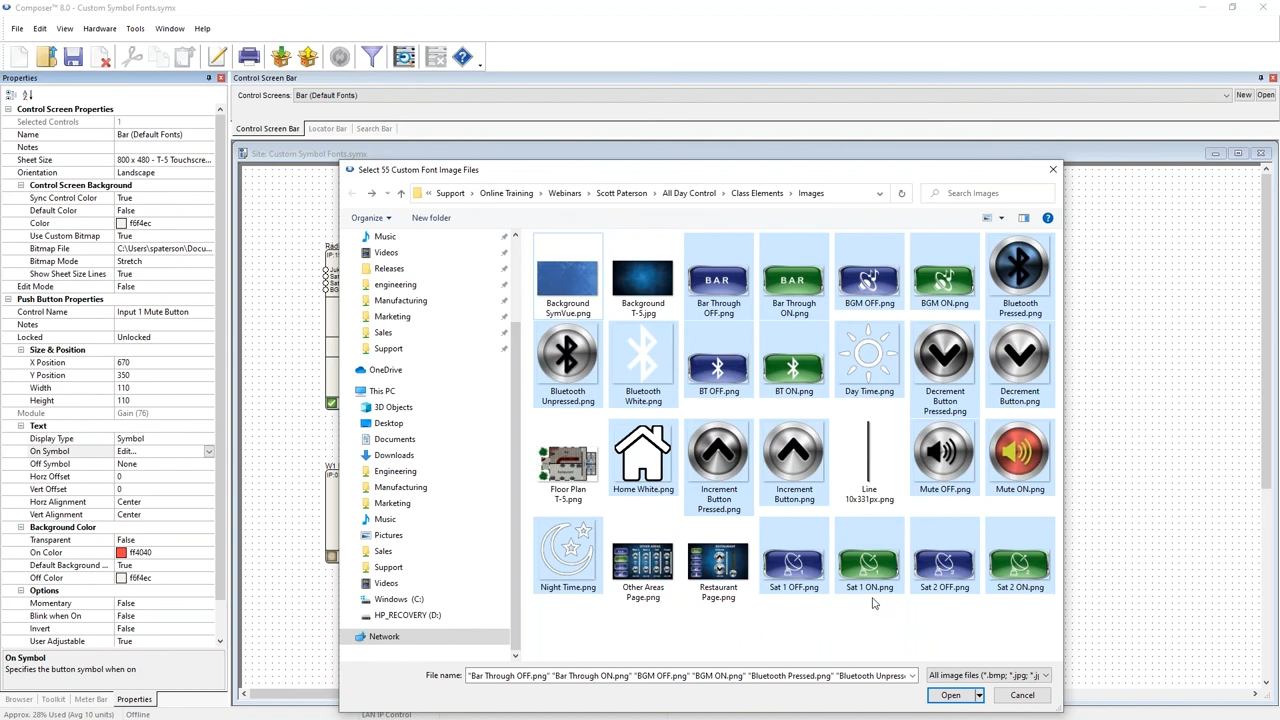 Composer™ 8.0 - Custom Symbol Fonts.symx
File Edit View Hardware Tools Window Help
Properties
Control Screen Properties
Selected Controls 1
Name Bar (Default Fonts)
Notes
Sheet Size 800 x 480 - T-5 Touchscre...
Orientation Landscape
Control Screen Background
Sync Control Color True
Default Color False
Color f6f4ec
Use Custom Bitmap True
Bitmap File C:\Users\spaterson\Docu...
Bitmap Mode Stretch
Show Sheet Size Lines True
Edit Mode False
Push Button Properties
Control Name Input 1 Mute Button
Notes
Locked Unlocked
Size & Position
X Position 670
Y Position 350
Width 110
Height 110
Module Gain (76)
Text
Display Type Symbol
On Symbol Edit...
Off Symbol None
Horz Offset 0
Vert Offset 0
Horz Alignment Center
Vert Alignment Center
Background Color
Transparent False
On Color ff4040
Default Background ... True
Off Color f6f4ec
Options
Momentary False
Blink when On False
User Adjustable True
On Symbol
Specifies the button symbol when on
Browser Toolkit Meter Bar Properties
Approx. 28% Used (Avg 10 units) Offline
LAN IP Control
Control Screen Bar
Control Screens: Bar (Default Fonts) New Open
Control Screen Bar Locator Bar Search Bar
Site: Custom Symbol Fonts.symx
Select 55 Custom Font Image Files
« Support › Online Training › Webinars › Scott Paterson › All Day Control › Class Elements › Images
Search Images
Organize New folder
Music
Videos
Releases
engineering
Manufacturing
Marketing
Sales
Support
OneDrive
This PC
3D Objects
Desktop
Documents
Downloads
Engineering
Manufacturing
Marketing
Music
Pictures
Sales
Support
Videos
Windows (C:)
HP_RECOVERY (D:)
Network
BAR BAR
Background SymVue.png
Background T-5.jpg
Bar Through OFF.png
Bar Through ON.png
BGM OFF.png
BGM ON.png
Bluetooth Pressed.png
Bluetooth Unpressed.png
Bluetooth White.png
BT OFF.png
BT ON.png
Day Time.png
Decrement Button Pressed.png
Decrement Button.png
Floor Plan T-5.png
Home White.png
Increment Button Pressed.png
Increment Button.png
Line 10x331px.png
Mute OFF.png
Mute ON.png
Night Time.png
Other Areas Page.png
Restaurant Page.png
Sat 1 OFF.png
Sat 1 ON.png
Sat 2 OFF.png
Sat 2 ON.png
File name: "Bar Through OFF.png" "Bar Through ON.png" "BGM OFF.png" "BGM ON.png" "Bluetooth Pressed.png" "Bluetooth Unpress
All image files (*.bmp; *.jpg; *.j
Open Cancel